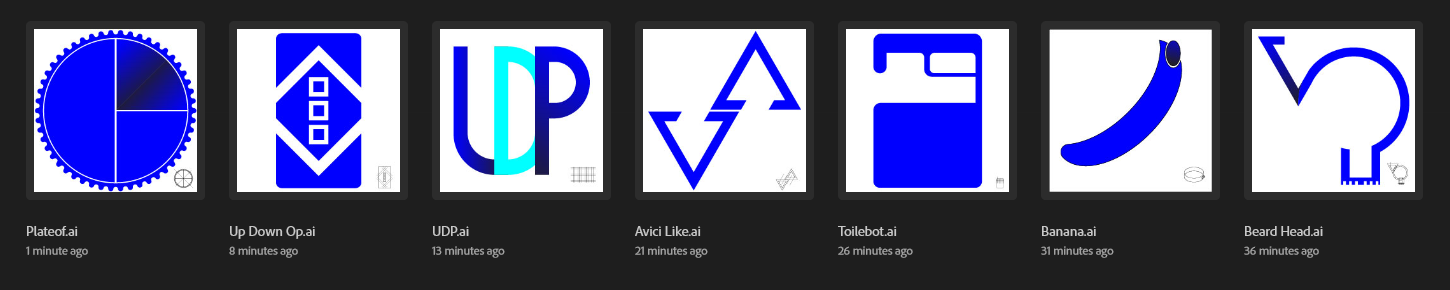 UDP
Plateof.ai
1 minute ago
Up Down Op.ai
8 minutes ago
UDP.ai
13 minutes ago
Avici Like.ai
21 minutes ago
Toilebot.ai
26 minutes ago
Banana.ai
31 minutes ago
Beard Head.ai
36 minutes ago